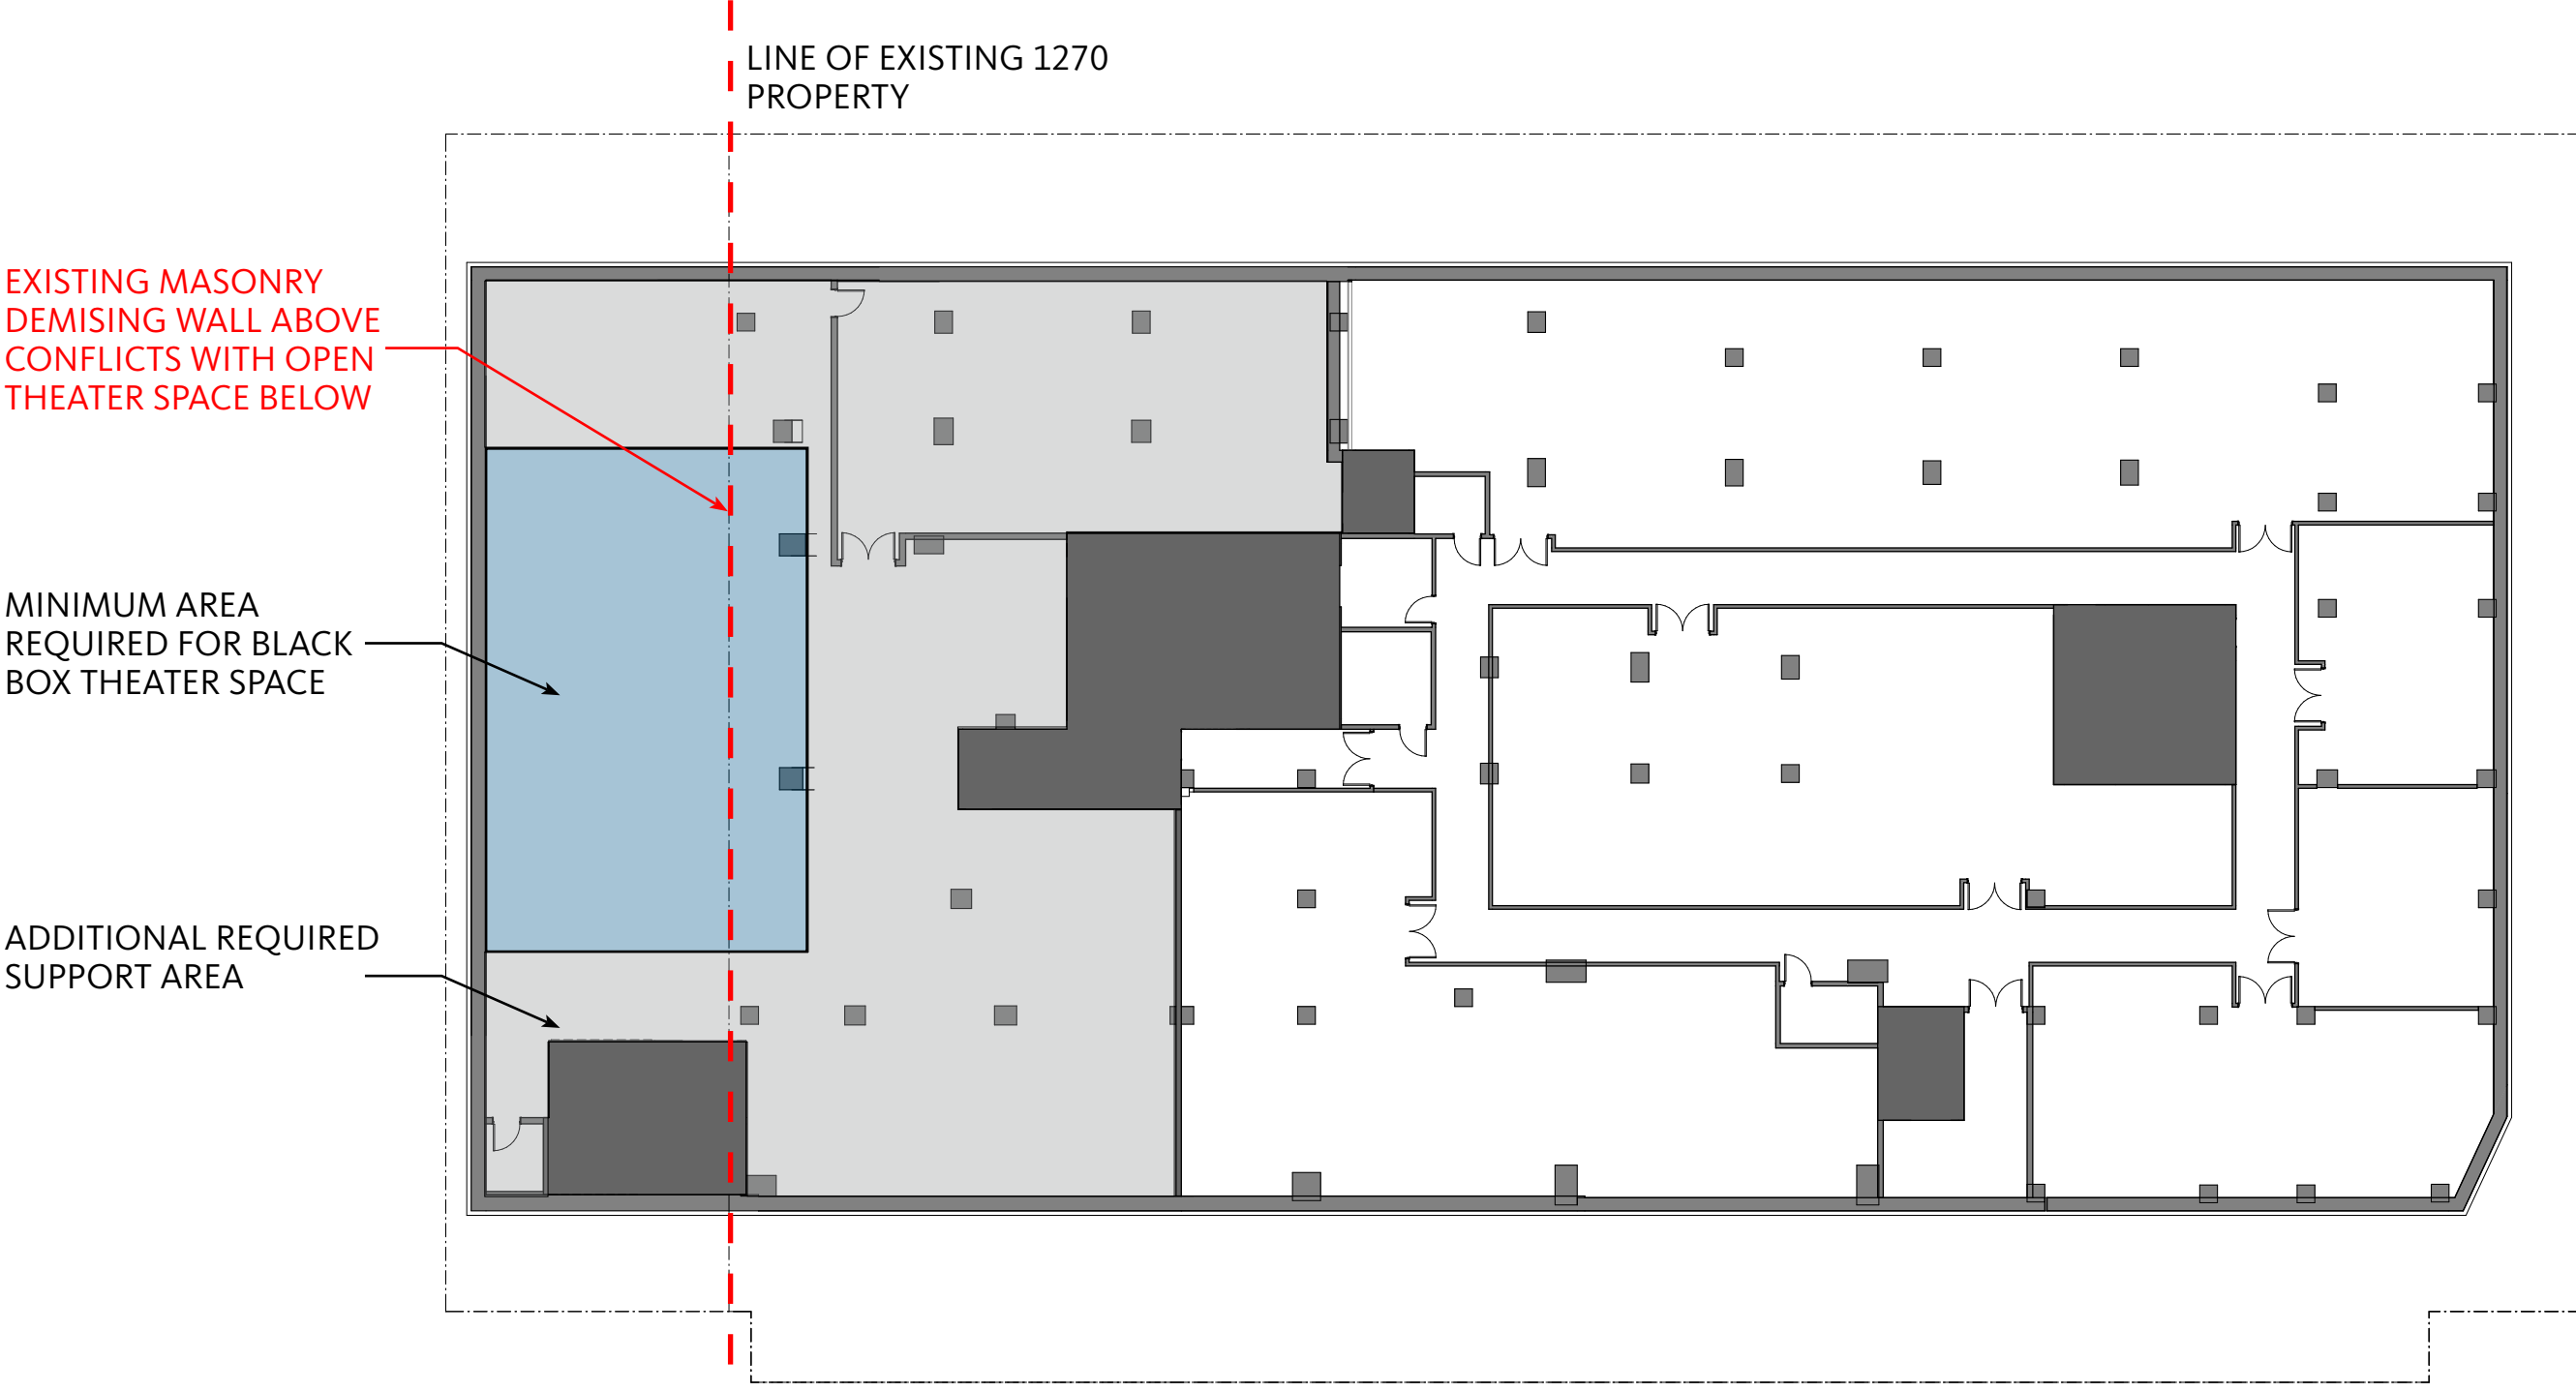 LINE OF EXISTING 1270
PROPERTY
EXISTING MASONRY
DEMISING WALL ABOVE
CONFLICTS WITH OPEN
THEATER SPACE BELOW
MINIMUM AREA
REQUIRED FOR BLACK
BOX THEATER SPACE
ADDITIONAL REQUIRED
SUPPORT AREA